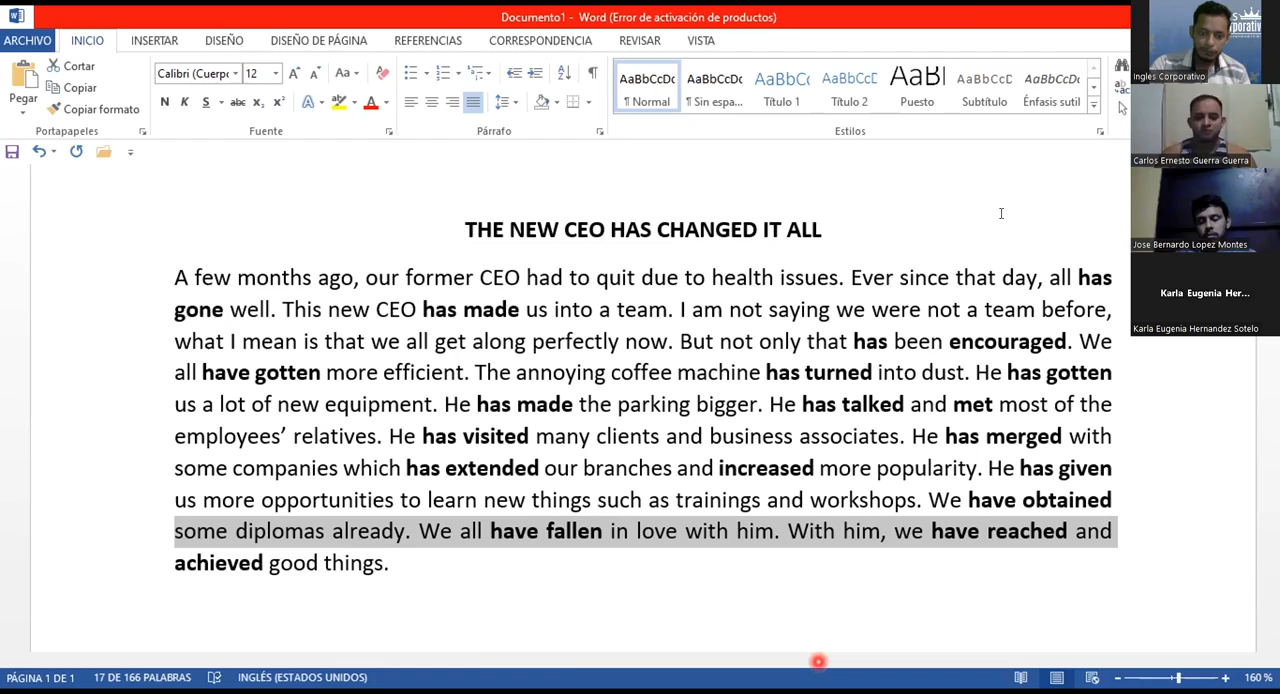 Documento1 - Word (Error de activación de productos)
ARCHIVO INICIO INSERTAR DISEÑO DISEÑO DE PÁGINA REFERENCIAS CORRESPONDENCIA REVISAR VISTA
Pegar
Cortar
Copiar
Copiar formato
Portapapeles
Calibri (Cuerpo 12
N K S abc x₂ x²
Fuente
Párrafo
AaBbCcDc AaBbCcDc AaBbC AaBbCc AaBl AaBbCcD AaBbCcDc
¶ Normal ¶ Sin espa... Título 1 Título 2 Puesto Subtítulo Énfasis sutil
Estilos
THE NEW CEO HAS CHANGED IT ALL
A few months ago, our former CEO had to quit due to health issues. Ever since that day, all has
gone well. This new CEO has made us into a team. I am not saying we were not a team before,
what I mean is that we all get along perfectly now. But not only that has been encouraged. We
all have gotten more efficient. The annoying coffee machine has turned into dust. He has gotten
us a lot of new equipment. He has made the parking bigger. He has talked and met most of the
employees’ relatives. He has visited many clients and business associates. He has merged with
some companies which has extended our branches and increased more popularity. He has given
us more opportunities to learn new things such as trainings and workshops. We have obtained
some diplomas already. We all have fallen in love with him. With him, we have reached and
achieved good things.
Ingles Corporativo
Carlos Ernesto Guerra Guerra
Jose Bernardo Lopez Montes
Karla Eugenia Her...
Karla Eugenia Hernandez Sotelo
PÁGINA 1 DE 1 17 DE 166 PALABRAS INGLÉS (ESTADOS UNIDOS) 160 %